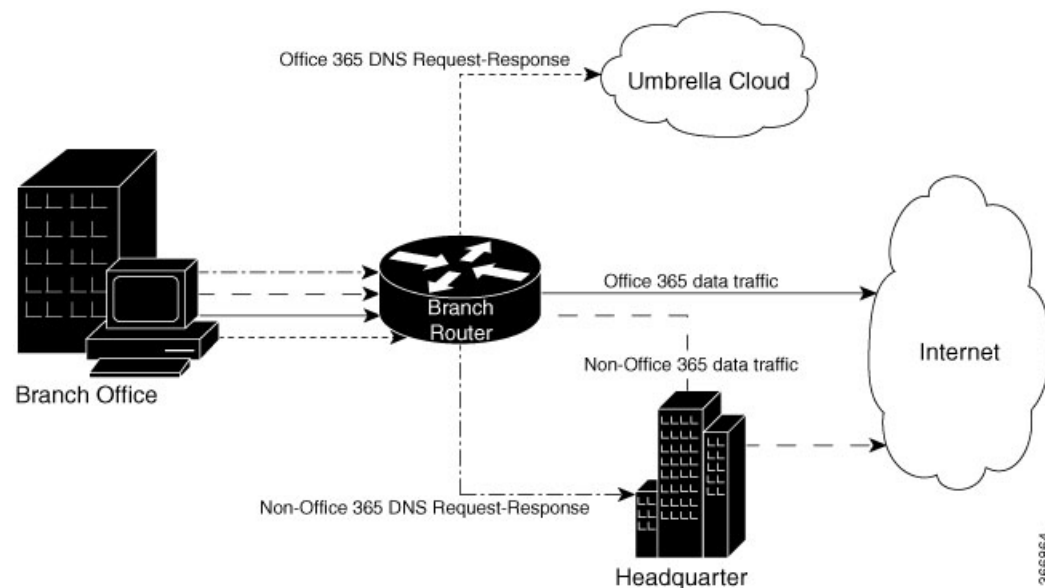 Office 365 DNS Request-Response
Umbrella Cloud
Branch
Router
Office 365 data traffic
Non-Office 365 data traffic
Internet
Branch Office
Non-Office 365 DNS Request-Response
Headquarter
366964